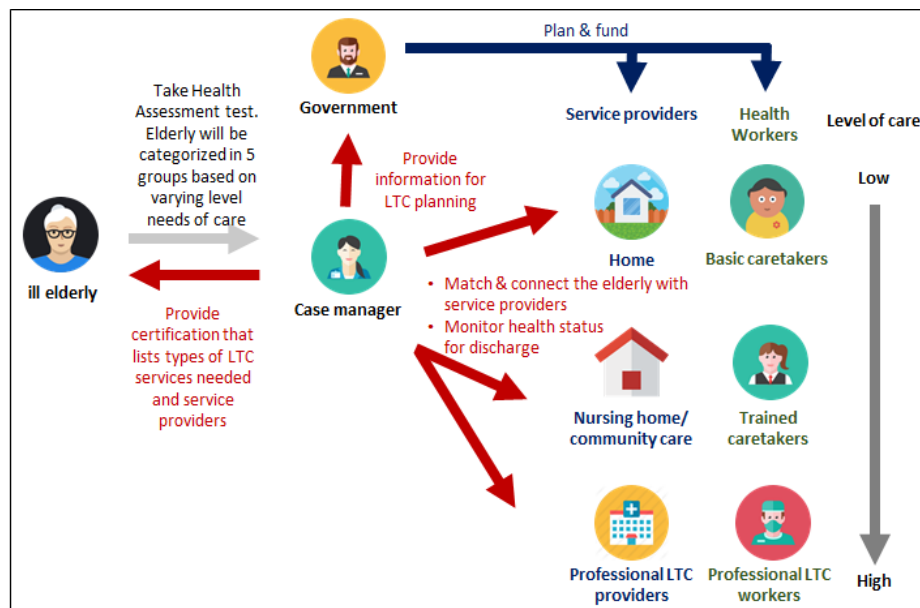 Plan & fund
Government
Take Health
Assessment test.
Elderly will be
categorized in 5
groups based on
varying level
needs of care
Service providers
Health
Workers
Level of care
Provide
information for
LTC planning
Low
ill elderly
Case manager
Home
Basic caretakers
• Match & connect the elderly with
service providers
• Monitor health status
for discharge
Provide
certification that
lists types of LTC
services needed
and service
providers
Nursing home/
community care
Trained
caretakers
Professional LTC
providers
Professional LTC
workers
High